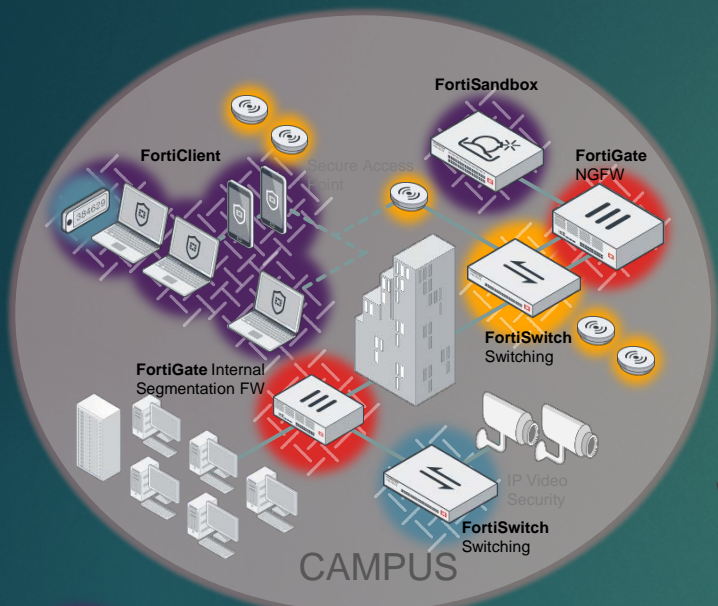 FortiSandbox
FortiClient
Secure Access
Point
FortiGate
NGFW
384629
FortiSwitch
Switching
FortiGate Internal
Segmentation FW
IP Video
Security
FortiSwitch
Switching
CAMPUS